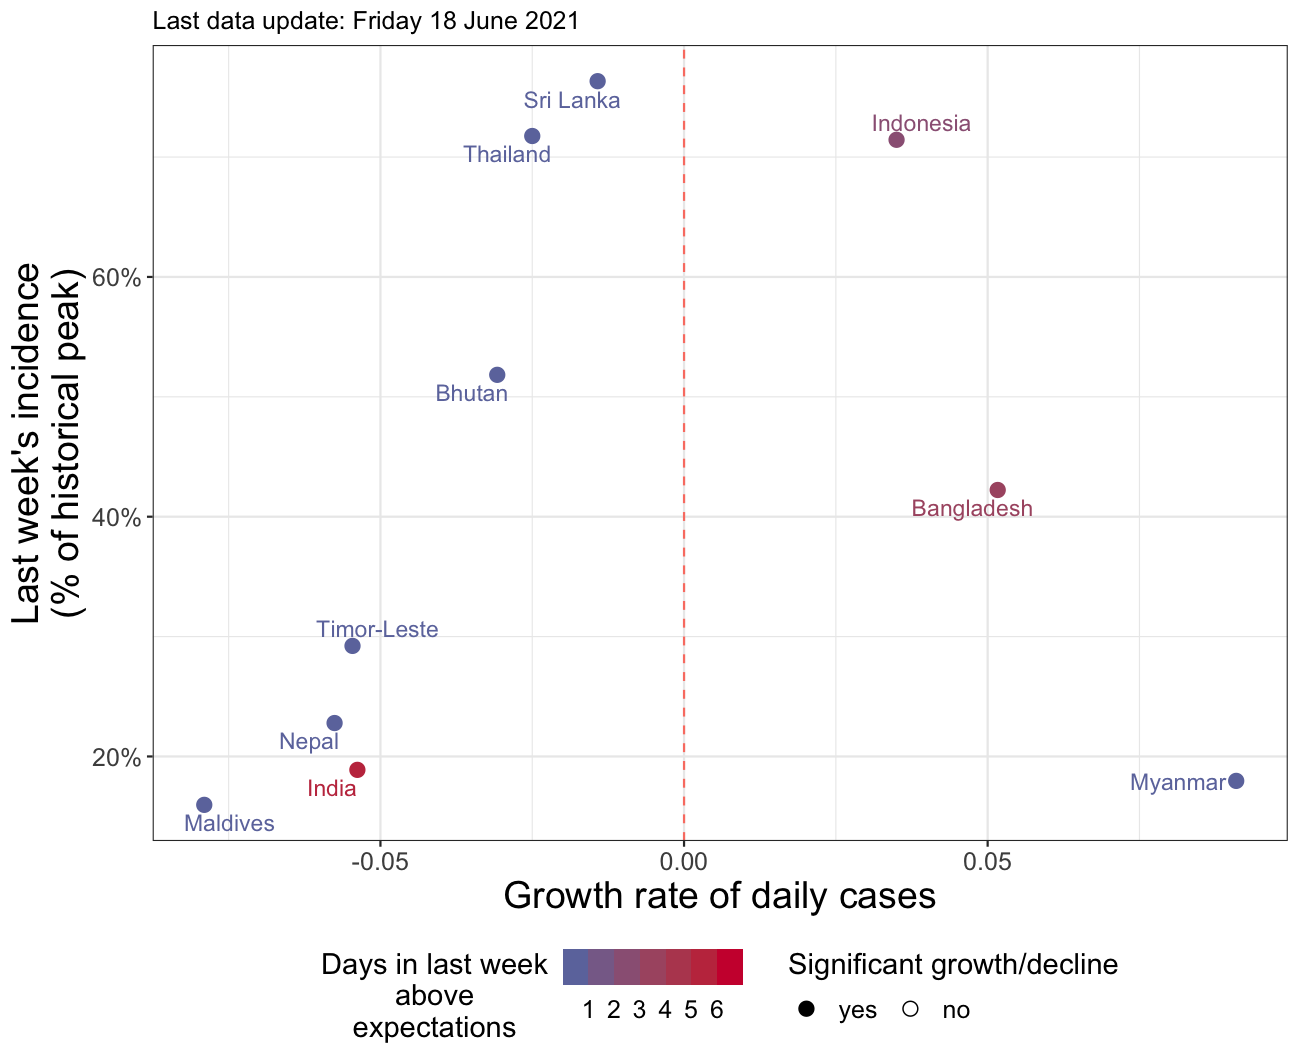 Last data update: Friday 18 June 2021
Sri Lanka
Indonesia
Thailand
60%
Bhutan
Bangladesh
40%
Timor-Leste
Nepal
20%
India
Myanmar
Maldives
Last week's incidence
(% of historical peak)
-0.05 0.00 0.05
Growth rate of daily cases
Days in last week
above
expectations
1 2 3 4 5 6
Significant growth/decline
yes no